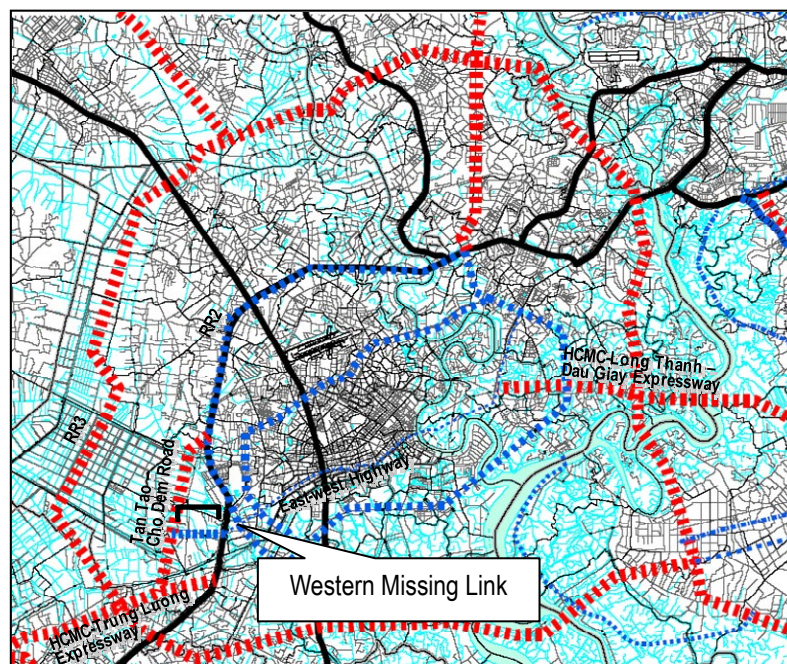 RR2
HCMC-Long Thanh –
Dau Giay Expressway
RR3
Tan Tao –
Cho Dem Road
East-west Highway
Western Missing Link
HCMC-Trung Luong
Expressway